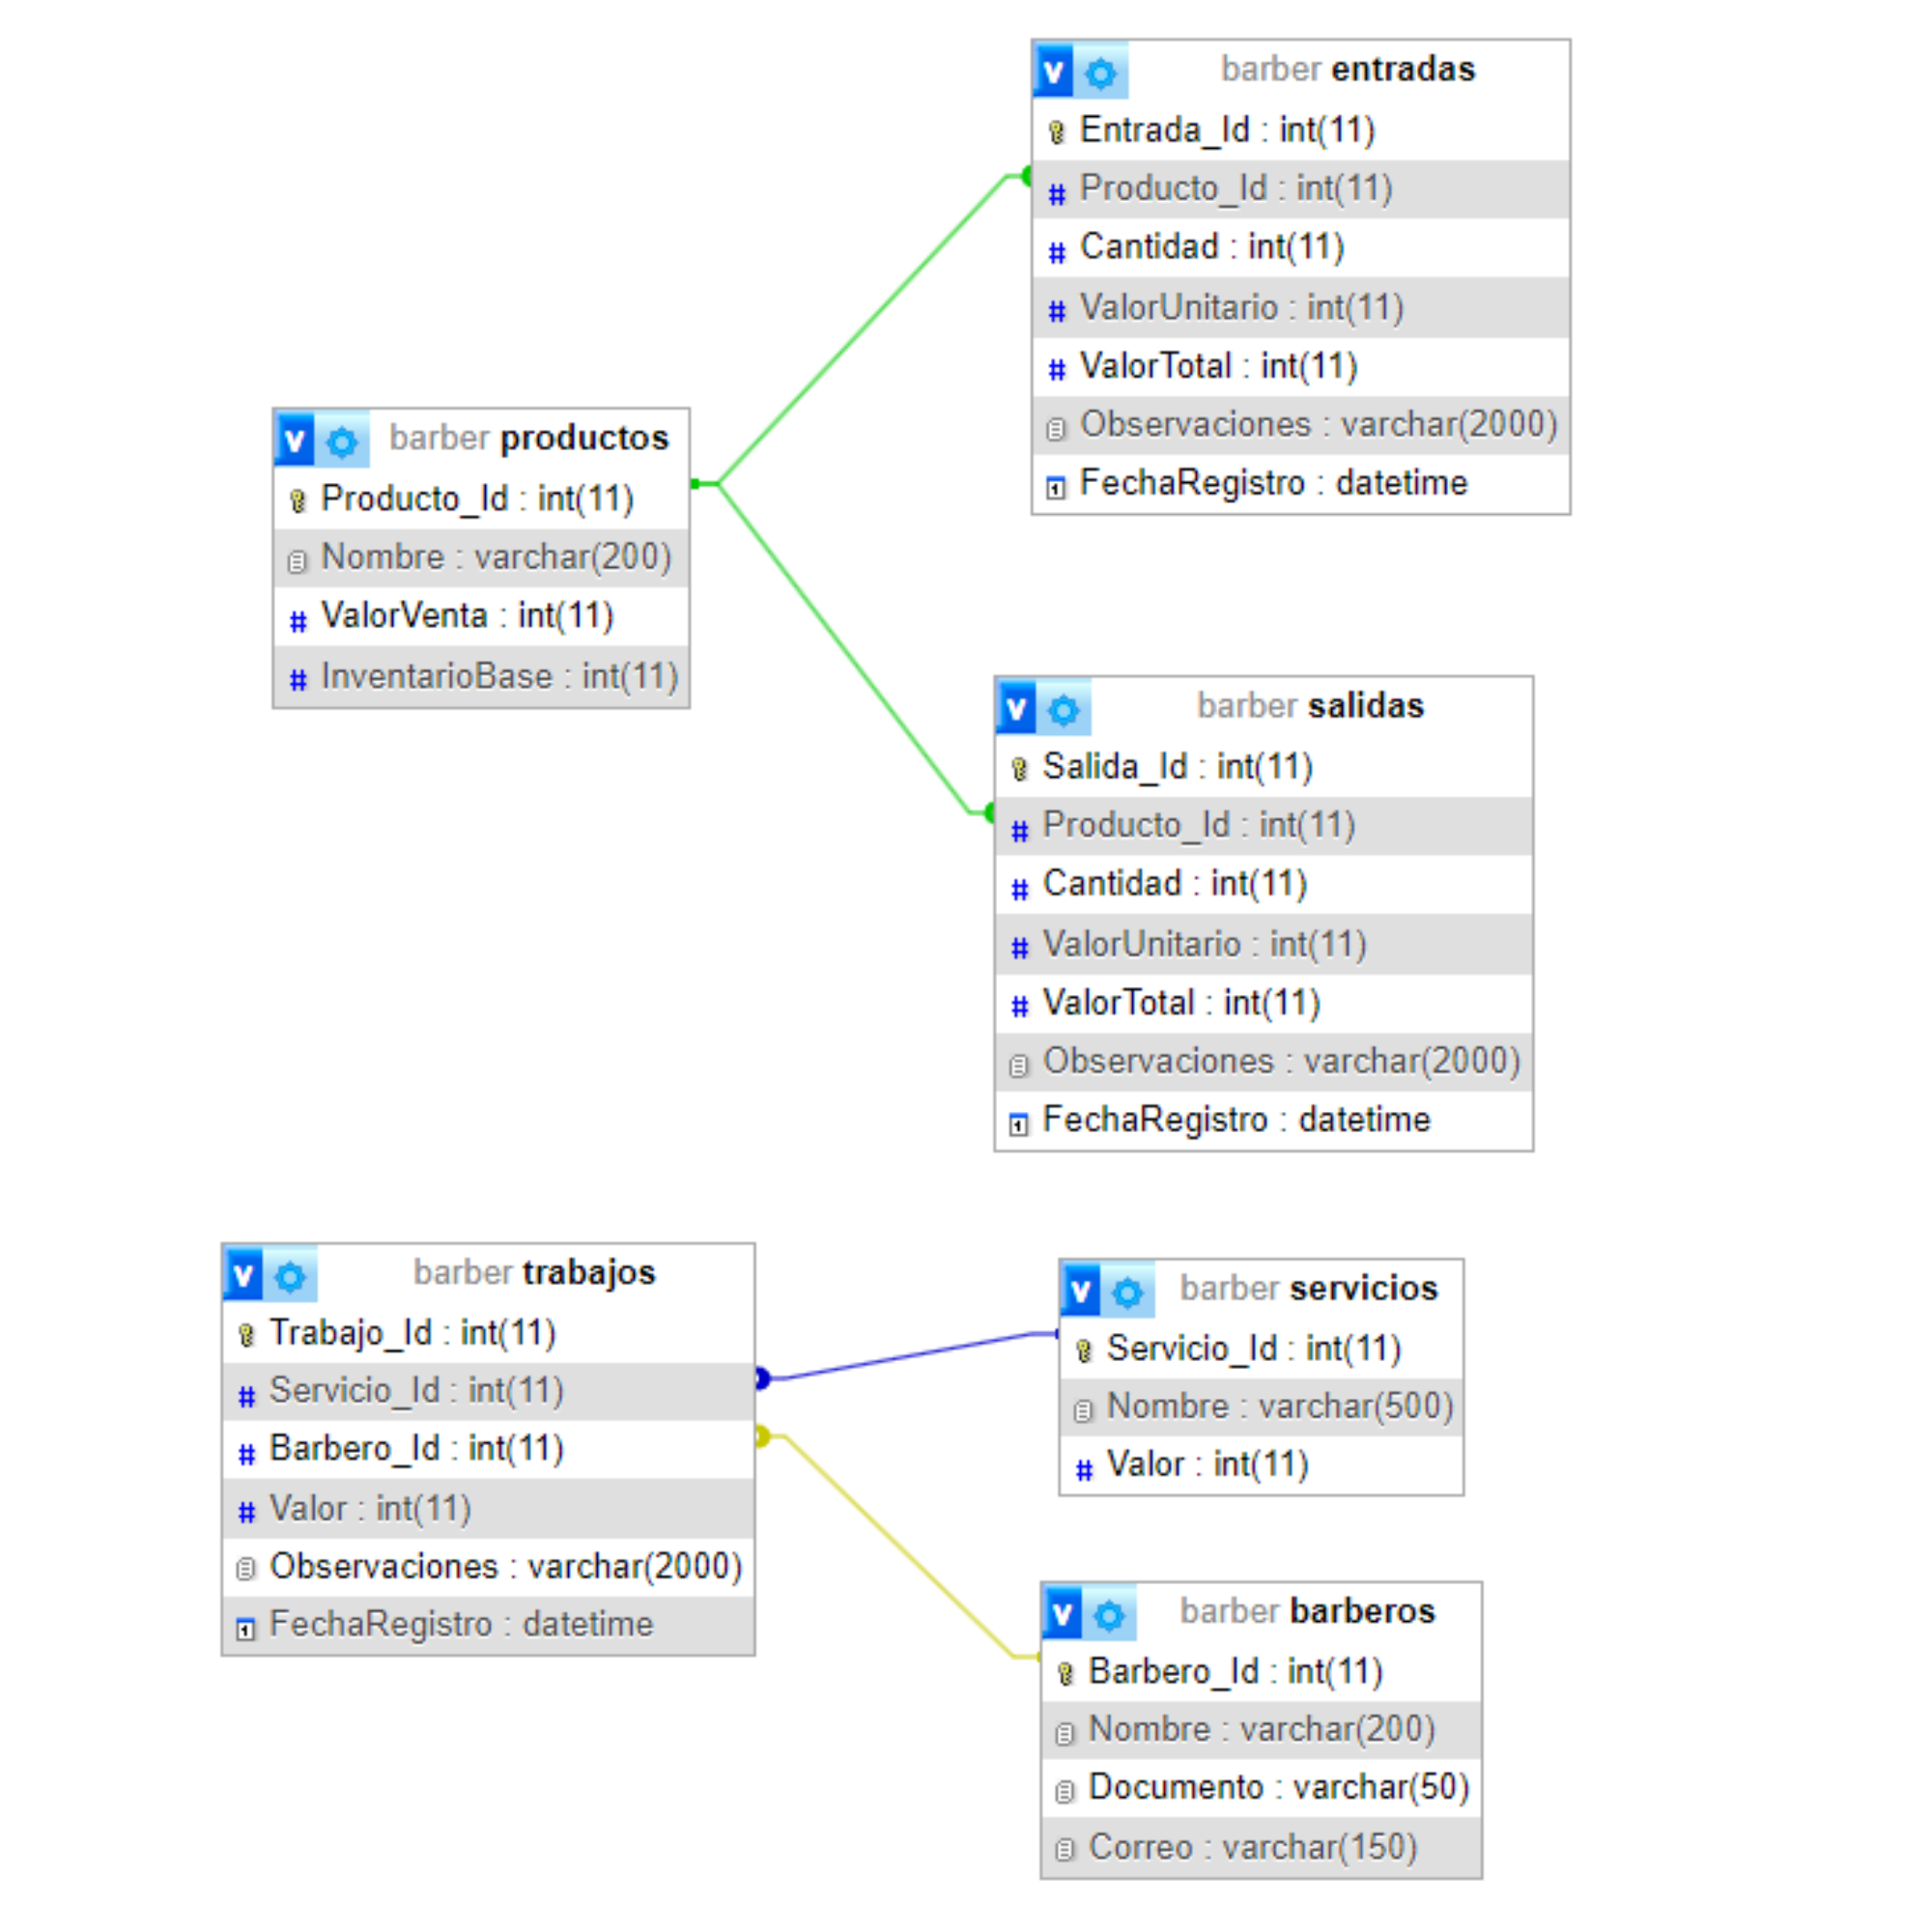 barber productos
Producto_Id : int(11)
Nombre : varchar(200)
ValorVenta : int(11)
InventarioBase : int(11)
barber entradas
Entrada_Id : int(11)
Producto_Id : int(11)
Cantidad : int(11)
ValorUnitario : int(11)
ValorTotal : int(11)
Observaciones : varchar(2000)
FechaRegistro : datetime
barber salidas
Salida_Id : int(11)
Producto_Id : int(11)
Cantidad : int(11)
ValorUnitario : int(11)
ValorTotal : int(11)
Observaciones : varchar(2000)
FechaRegistro : datetime
barber trabajos
Trabajo_Id : int(11)
Servicio_Id : int(11)
Barbero_Id : int(11)
Valor : int(11)
Observaciones : varchar(2000)
FechaRegistro : datetime
barber servicios
Servicio_Id : int(11)
Nombre : varchar(500)
Valor : int(11)
barber barberos
Barbero_Id : int(11)
Nombre : varchar(200)
Documento : varchar(50)
Correo : varchar(150)